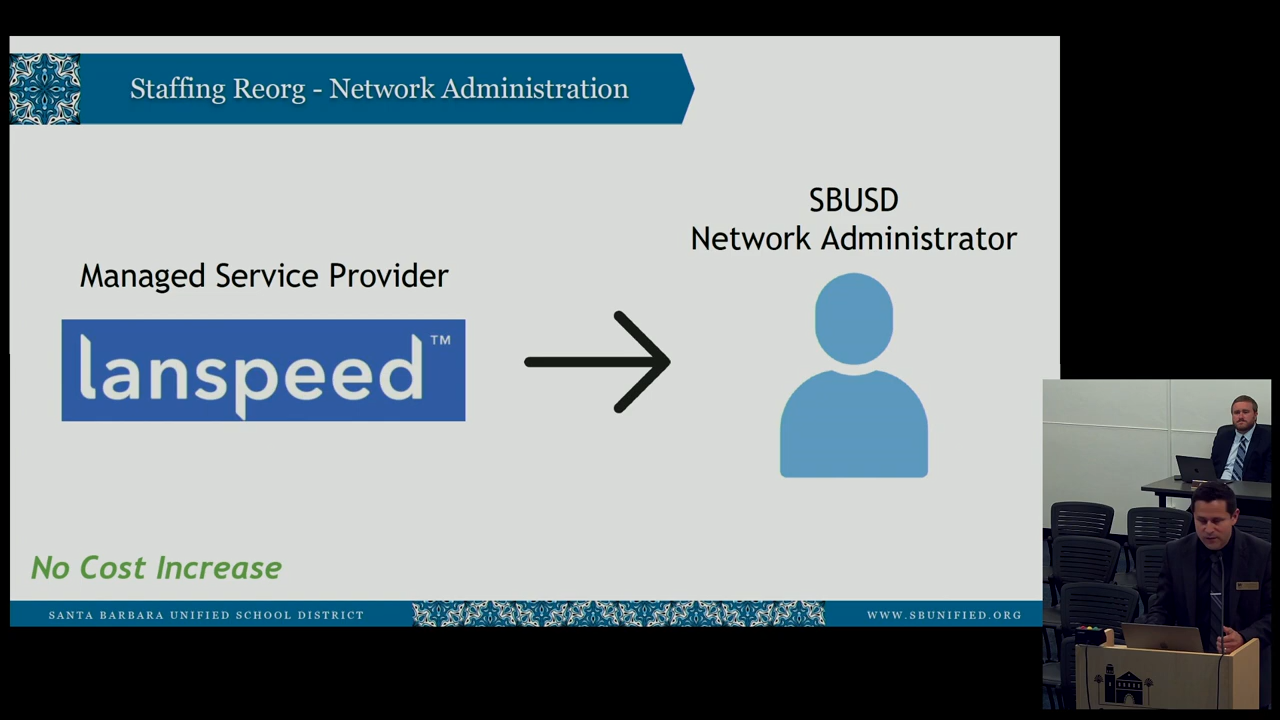 Staffing Reorg - Network Administration
SBUSD
Network Administrator
Managed Service Provider
lanspeed™
No Cost Increase
SANTA BARBARA UNIFIED SCHOOL DISTRICT
WWW.SBUNIFIED.ORG